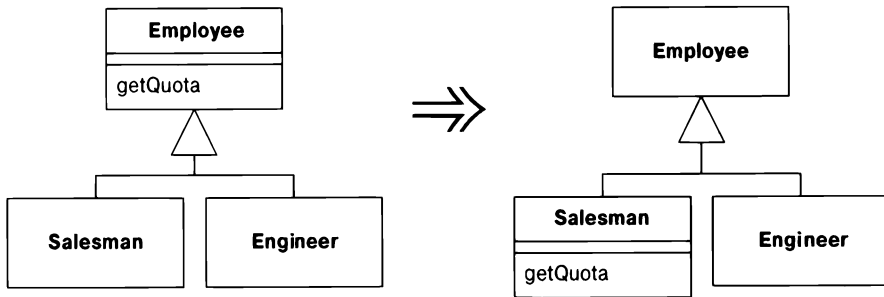 Employee
getQuota
Salesman
Engineer
Employee
Salesman
getQuota
Engineer